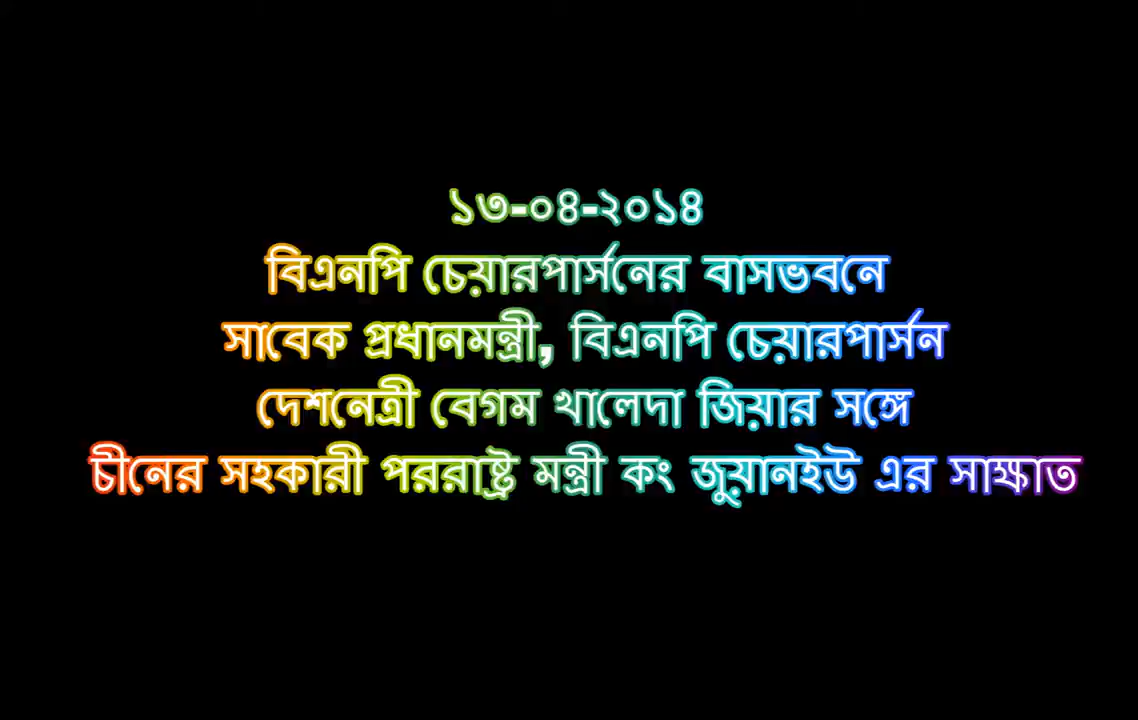 ১৩-০৪-২০১৪
বিএনপি চেয়ারপার্সনের বাসভবনে
সাবেক প্রধানমন্ত্রী, বিএনপি চেয়ারপার্সন
দেশনেত্রী বেগম খালেদা জিয়ার সঙ্গে
চীনের সহকারী পররাষ্ট্র মন্ত্রী কং জুয়ানইউ এর সাক্ষাত